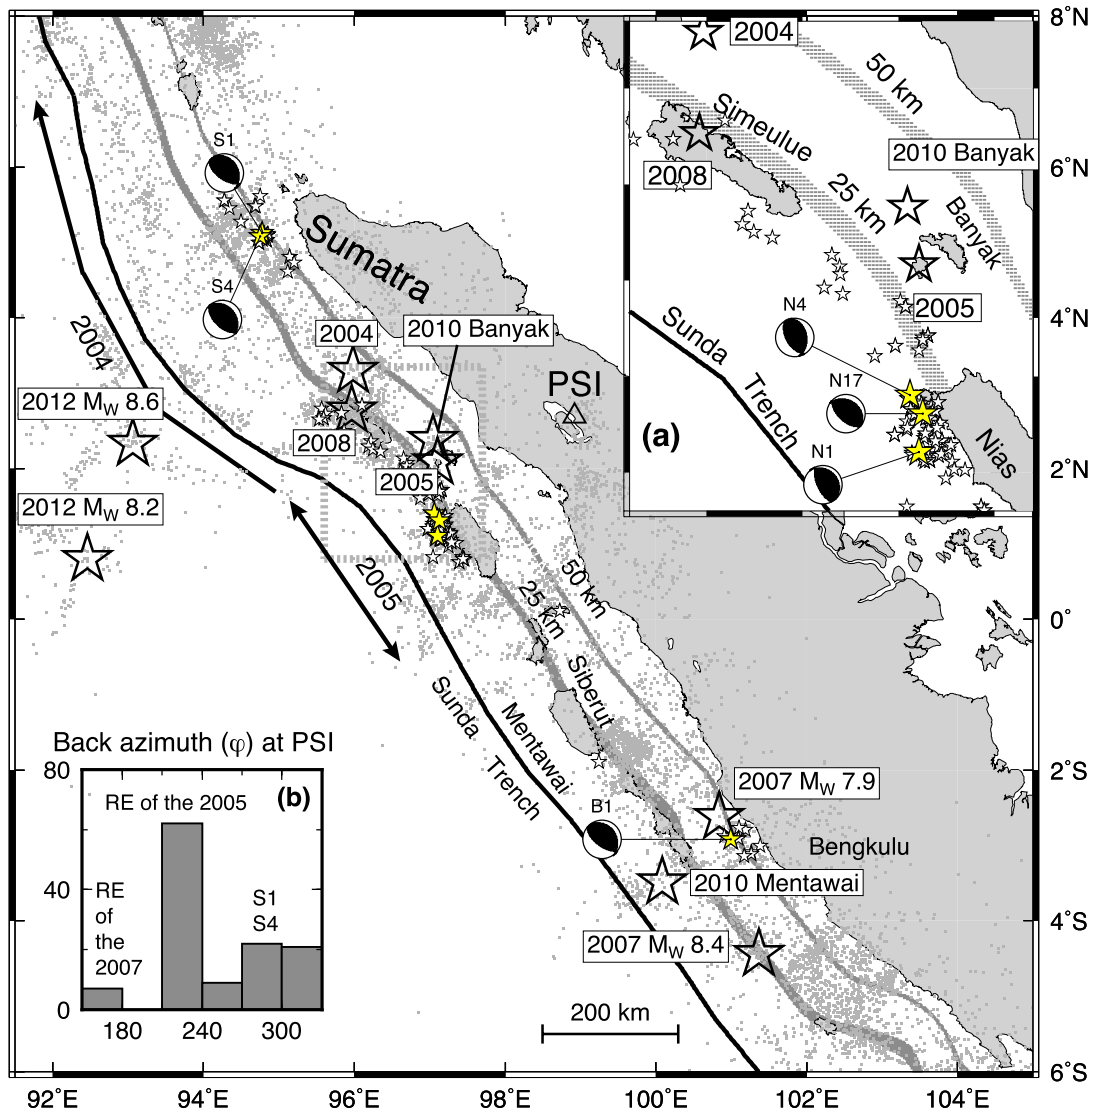 8°N
6°N
4°N
2°N
0°
2°S
4°S
6°S
92°E
94°E
96°E
98°E
100°E
102°E
104°E
S1
S4
Sumatra
2004
2010 Banyak
2004
2012 M_W 8.6
2008
2005
PSI
2012 M_W 8.2
2005
50 km
25 km
Siberut
Mentawai
Sunda
Trench
2007 M_W 7.9
B1
Bengkulu
2010 Mentawai
2007 M_W 8.4
200 km
2004
50 km
Simeulue
2010 Banyak
2008
25 km
Banyak
2005
N4
Sunda
Trench
N17
N1
Nias
(a)
Back azimuth (φ) at PSI
80
40
0
RE of the 2005
(b)
RE
of
the
2007
S1
S4
180
240
300